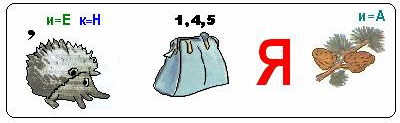 , и=Е к=Н 1,4,5 Я и=А